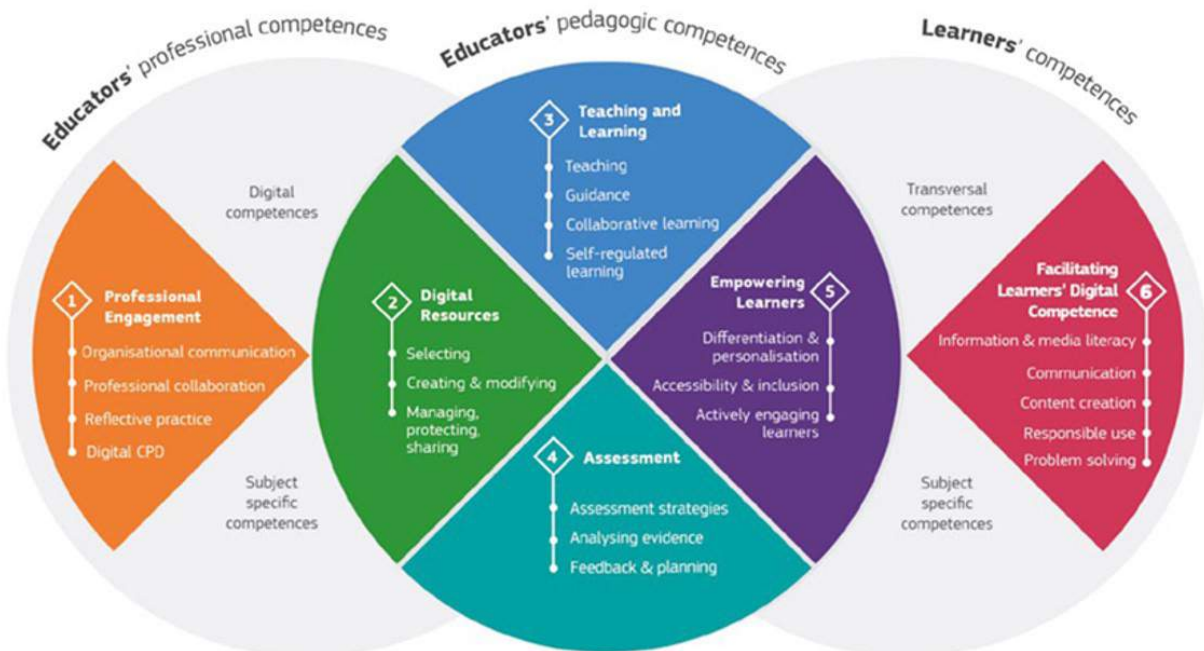 Educators' professional competences
Educators' pedagogic competences
Learners' competences
Digital
competences
Subject
specific
competences
1
Professional
Engagement
Organisational communication
Professional collaboration
Reflective practice
Digital CPD
2
Digital
Resources
Selecting
Creating & modifying
Managing,
protecting,
sharing
3
Teaching and
Learning
Teaching
Guidance
Collaborative learning
Self-regulated
learning
4
Assessment
Assessment strategies
Analysing evidence
Feedback & planning
Empowering
Learners
5
Differentiation &
personalisation
Accessibility & inclusion
Actively engaging
learners
Transversal
competences
Subject
specific
competences
Facilitating
Learners' Digital
Competence
6
Information & media literacy
Communication
Content creation
Responsible use
Problem solving